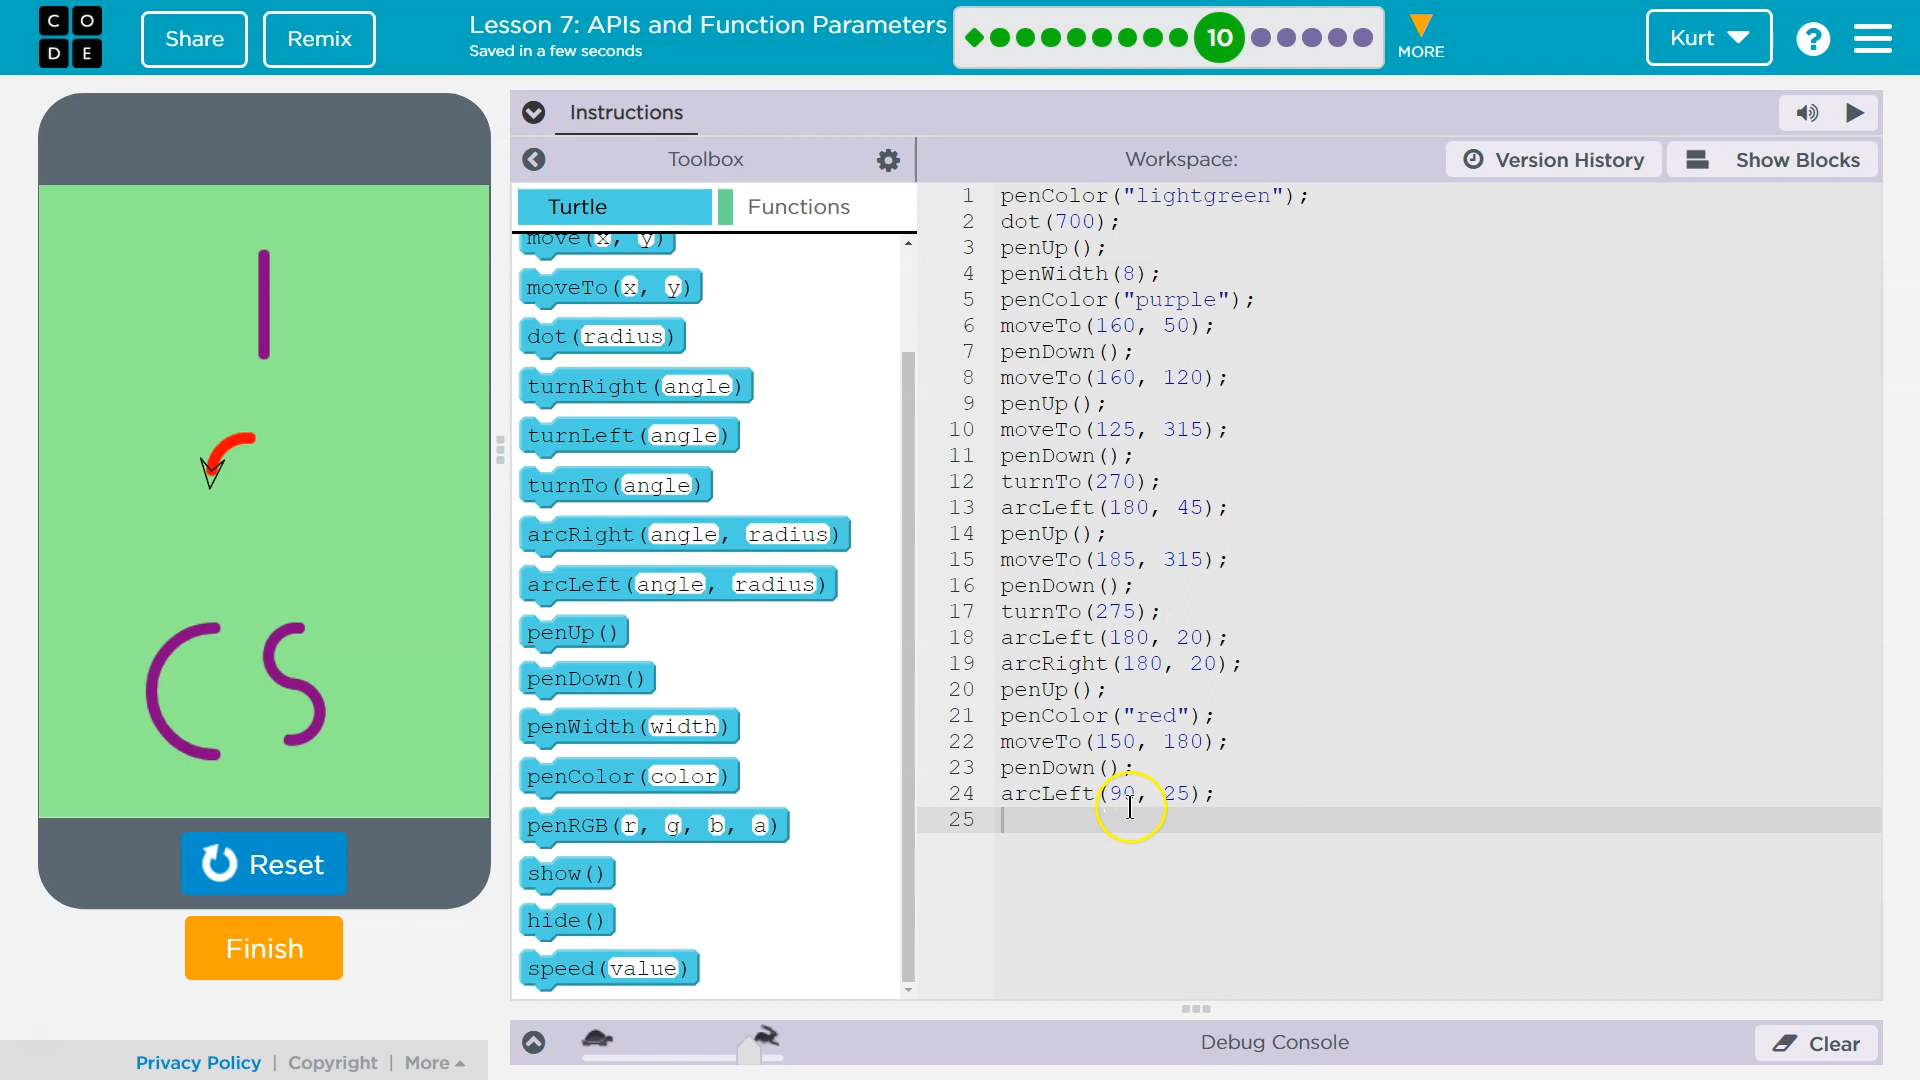 CODE
Share
Remix
Lesson 7: APIs and Function Parameters
Saved in a few seconds
10
MORE
Kurt
?
Instructions
Toolbox
Workspace:
Version History
Show Blocks
Turtle
Functions
move(x, y)
moveTo(x, y)
dot(radius)
turnRight(angle)
turnLeft(angle)
turnTo(angle)
arcRight(angle, radius)
arcLeft(angle, radius)
penUp()
penDown()
penWidth(width)
penColor(color)
penRGB(r, g, b, a)
show()
hide()
speed(value)
1 penColor("lightgreen");
2 dot(700);
3 penUp();
4 penWidth(8);
5 penColor("purple");
6 moveTo(160, 50);
7 penDown();
8 moveTo(160, 120);
9 penUp();
10 moveTo(125, 315);
11 penDown();
12 turnTo(270);
13 arcLeft(180, 45);
14 penUp();
15 moveTo(185, 315);
16 penDown();
17 turnTo(275);
18 arcLeft(180, 20);
19 arcRight(180, 20);
20 penUp();
21 penColor("red");
22 moveTo(150, 180);
23 penDown();
24 arcLeft(90, 25);
25
I
CS
Reset
Finish
Privacy Policy | Copyright | More
Debug Console
Clear